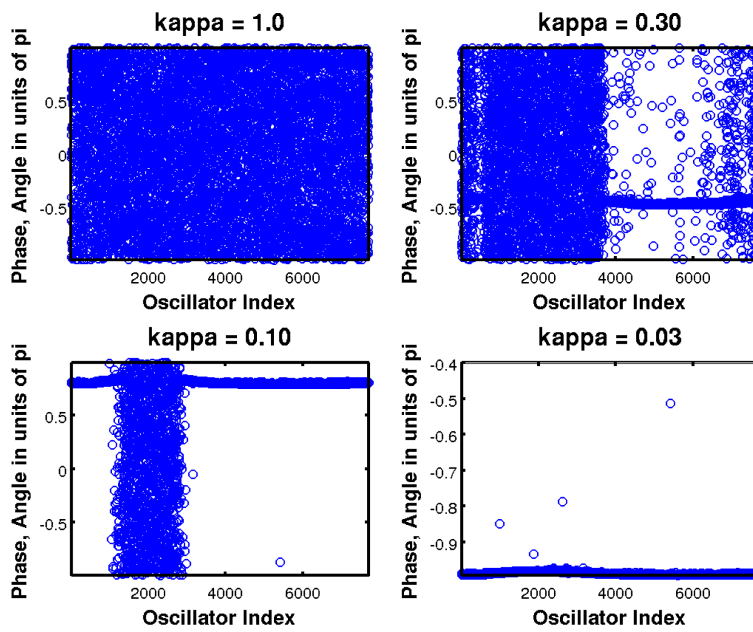 kappa = 1.0
Phase, Angle in units of pi
0.5
0
-0.5
2000 4000 6000
Oscillator Index
kappa = 0.30
Phase, Angle in units of pi
0.5
0
-0.5
2000 4000 6000
Oscillator Index
kappa = 0.10
Phase, Angle in units of pi
0.5
0
-0.5
2000 4000 6000
Oscillator Index
kappa = 0.03
Phase, Angle in units of pi
-0.4
-0.5
-0.6
-0.7
-0.8
-0.9
2000 4000 6000
Oscillator Index